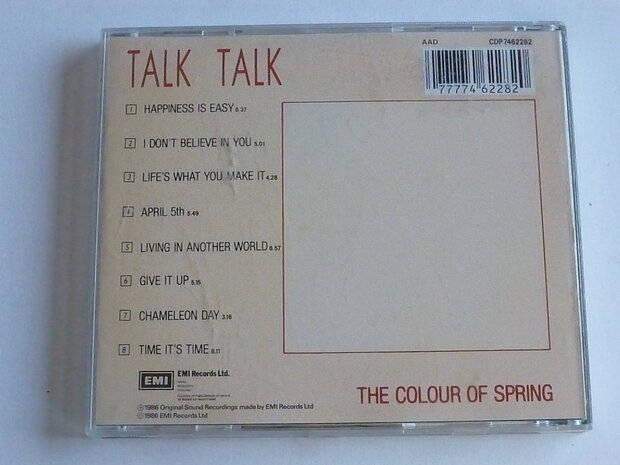 TALK TALK
AAD CDP 7462282
77774 62282
1 HAPPINESS IS EASY 6.37
2 I DON'T BELIEVE IN YOU 5.01
3 LIFE'S WHAT YOU MAKE IT 4.28
4 APRIL 5th 5.49
5 LIVING IN ANOTHER WORLD 6.57
6 GIVE IT UP 5.15
7 CHAMELEON DAY 3.16
8 TIME IT'S TIME 8.11
EMI
EMI Records Ltd.
THE COLOUR OF SPRING
℗1986 Original Sound Recordings made by EMI Records Ltd
©1986 EMI Records Ltd